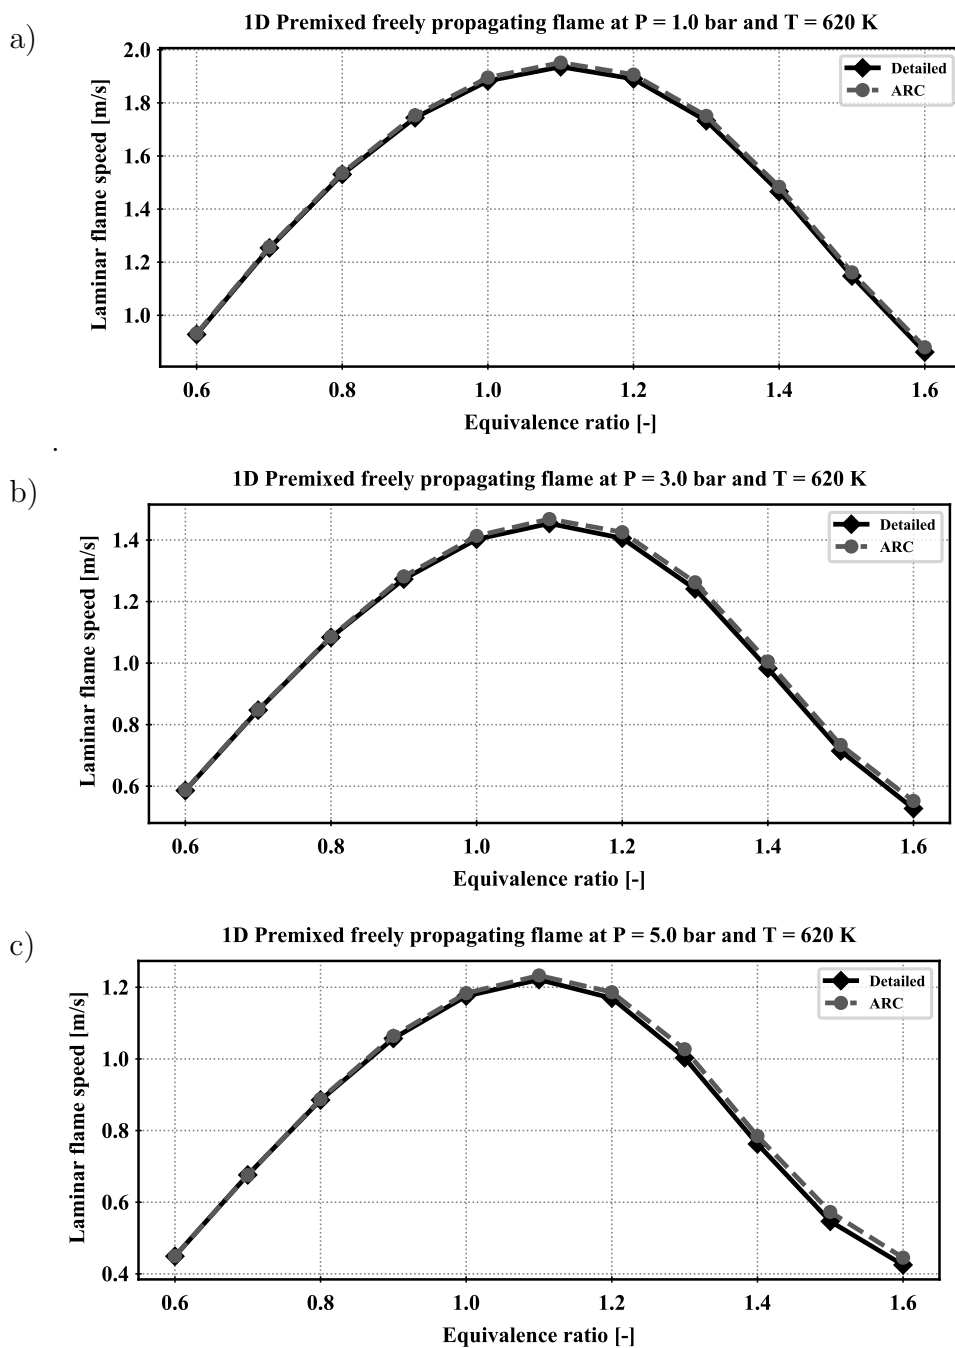 a)
1D Premixed freely propagating flame at P = 1.0 bar and T = 620 K
Laminar flame speed [m/s]
2.0
1.8
1.6
1.4
1.2
1.0
Detailed
ARC
0.6 0.8 1.0 1.2 1.4 1.6
Equivalence ratio [-]
.
b)
1D Premixed freely propagating flame at P = 3.0 bar and T = 620 K
Laminar flame speed [m/s]
1.4
1.2
1.0
0.8
0.6
Detailed
ARC
0.6 0.8 1.0 1.2 1.4 1.6
Equivalence ratio [-]
c)
1D Premixed freely propagating flame at P = 5.0 bar and T = 620 K
Laminar flame speed [m/s]
1.2
1.0
0.8
0.6
0.4
Detailed
ARC
0.6 0.8 1.0 1.2 1.4 1.6
Equivalence ratio [-]